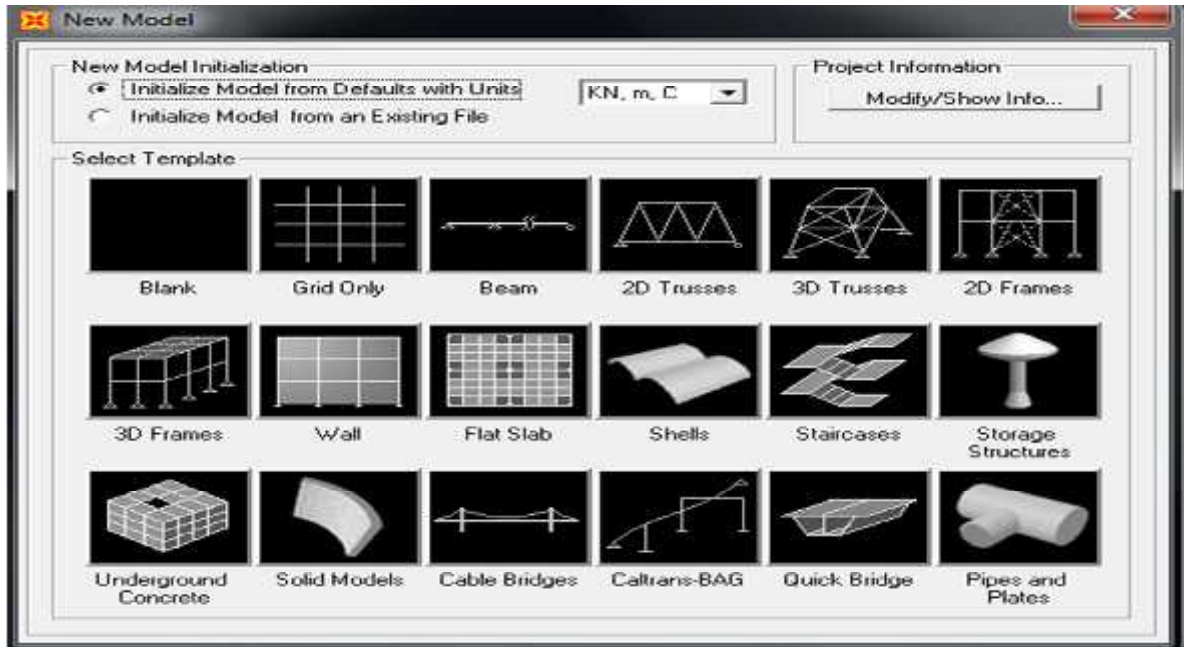 New Model
New Model Initialization
Initialize Model from Defaults with Units
KN, m, C
Initialize Model from an Existing File
Project Information
Modify/Show Info...
Select Template
Blank
Grid Only
Beam
2D Trusses
3D Trusses
2D Frames
3D Frames
Wall
Flat Slab
Shells
Staircases
Storage
Structures
Underground
Concrete
Solid Models
Cable Bridges
Caltrans-BAG
Quick Bridge
Pipes and
Plates